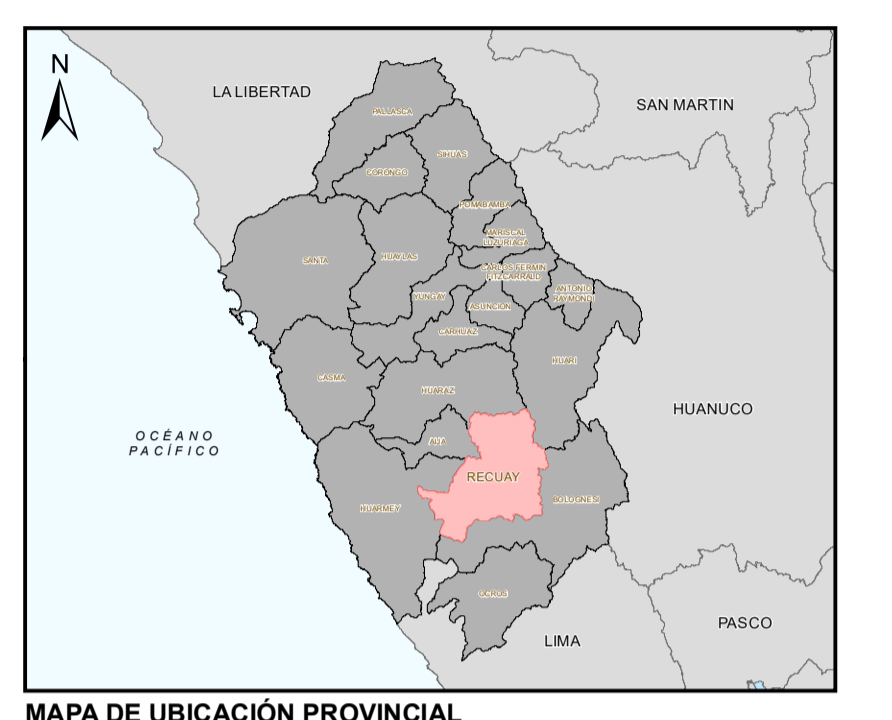 N
LA LIBERTAD
SAN MARTIN
PALLASCA
SIHUAS
CORONGO
POMABAMBA
MARISCAL
LUZURIAGA
SANTA
HUAYLAS
CARLOS FERMIN
FITZCARRALD
YUNGAY
ANTONIO
RAYMONDI
ASUNCION
CARHUAZ
HUARI
CASMA
HUARAZ
HUANUCO
OCÉANO
PACÍFICO
AIJA
RECUAY
BOLOGNESI
HUARMEY
OCROS
LIMA
PASCO
MAPA DE UBICACIÓN PROVINCIAL